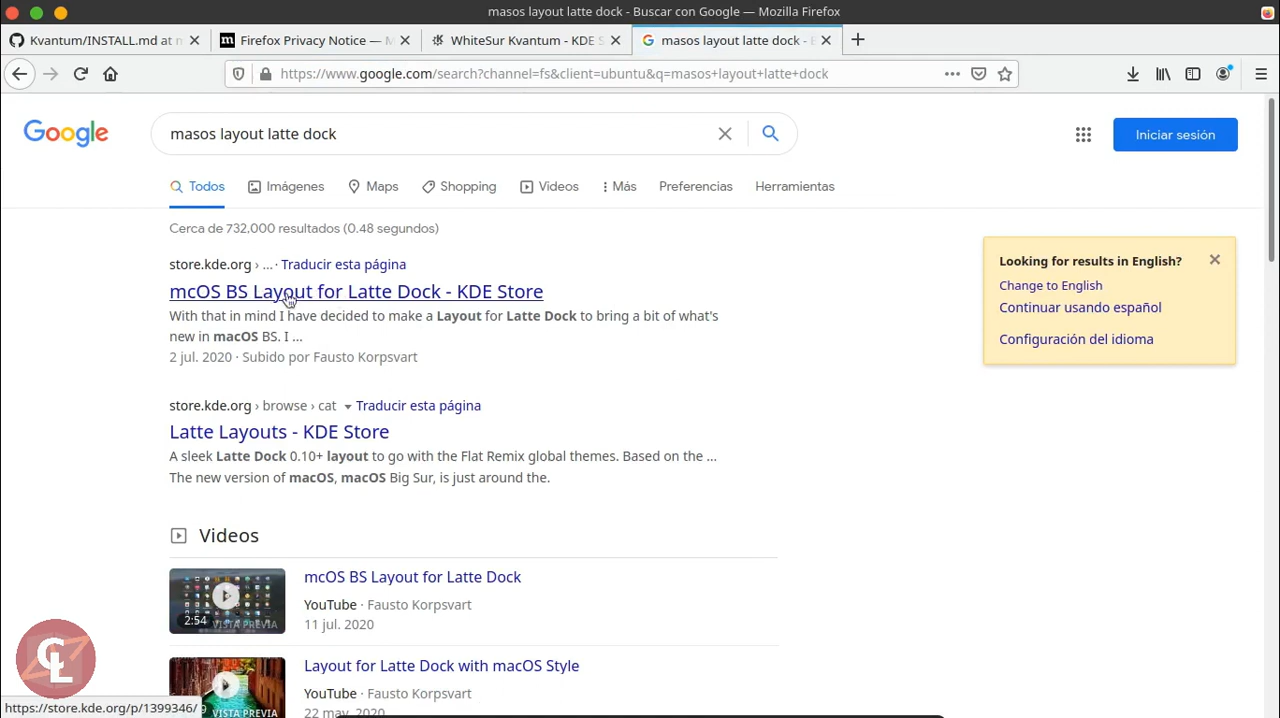 masos layout latte dock - Buscar con Google — Mozilla Firefox
Kvantum/INSTALL.md at
Firefox Privacy Notice — M
WhiteSur Kvantum - KDE S
masos layout latte dock -
https://www.google.com/search?channel=fs&client=ubuntu&q=masos+layout+latte+dock
Google
masos layout latte dock
Iniciar sesión
Todos
Imágenes
Maps
Shopping
Videos
Más
Preferencias
Herramientas
Cerca de 732,000 resultados (0.48 segundos)
store.kde.org › ... · Traducir esta página
mcOS BS Layout for Latte Dock - KDE Store
With that in mind I have decided to make a Layout for Latte Dock to bring a bit of what's
new in macOS BS. I ...
2 jul. 2020 · Subido por Fausto Korpsvart
Looking for results in English?
Change to English
Continuar usando español
Configuración del idioma
store.kde.org › browse › cat Traducir esta página
Latte Layouts - KDE Store
A sleek Latte Dock 0.10+ layout to go with the Flat Remix global themes. Based on the ...
The new version of macOS, macOS Big Sur, is just around the.
Videos
2:54
VISTA PREVIA
mcOS BS Layout for Latte Dock
YouTube · Fausto Korpsvart
11 jul. 2020
VISTA PREVIA
Layout for Latte Dock with macOS Style
YouTube · Fausto Korpsvart
22 may. 2020
CL
https://store.kde.org/p/1399346/